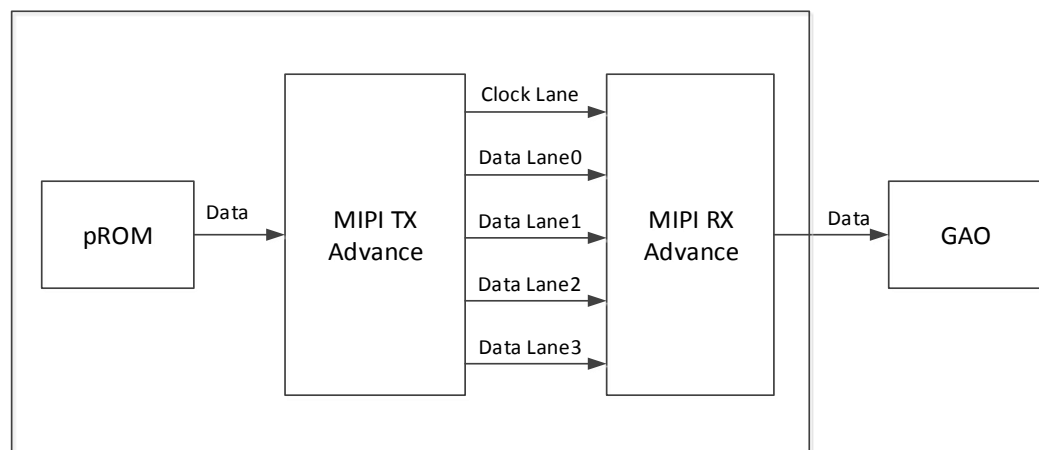 Clock Lane
Data Lane0
pROM
Data
MIPI TX
Advance
Data Lane1
MIPI RX
Advance
Data
GAO
Data Lane2
Data Lane3